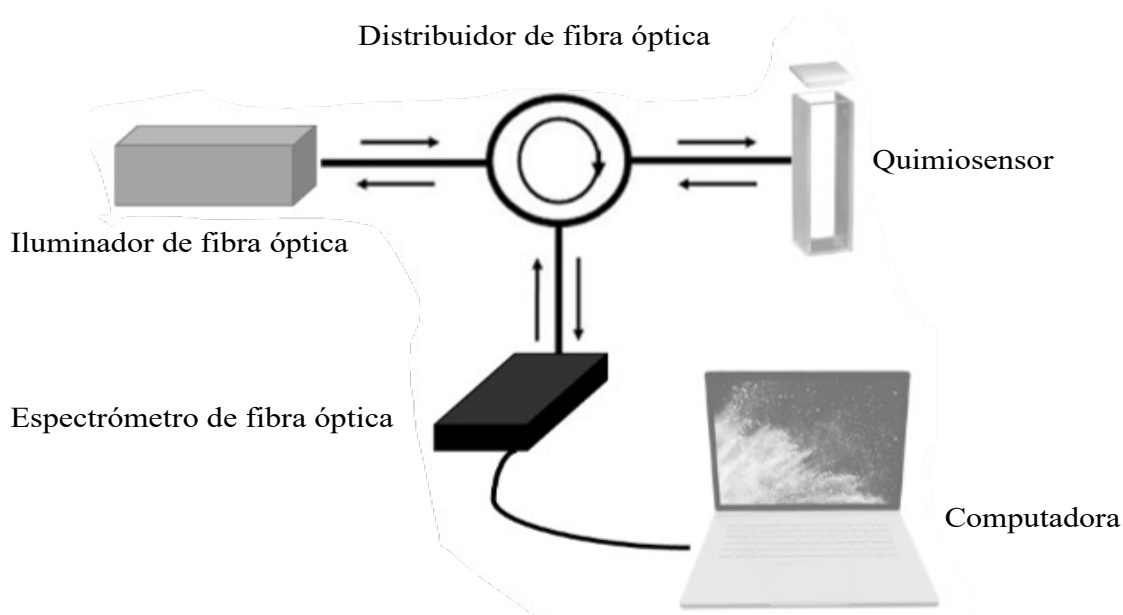 Distribuidor de fibra óptica
Quimiosensor
Iluminador de fibra óptica
Espectrómetro de fibra óptica
Computadora